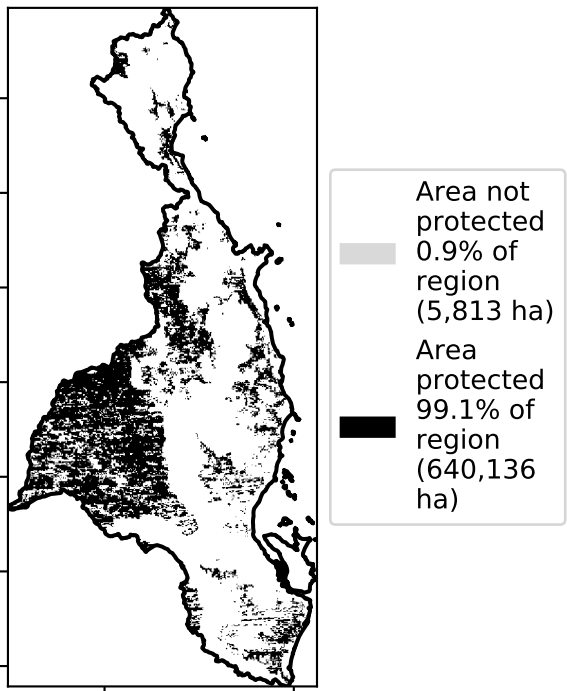 Area not
protected
0.9% of
region
(5,813 ha)
Area
protected
99.1% of
region
(640,136
ha)